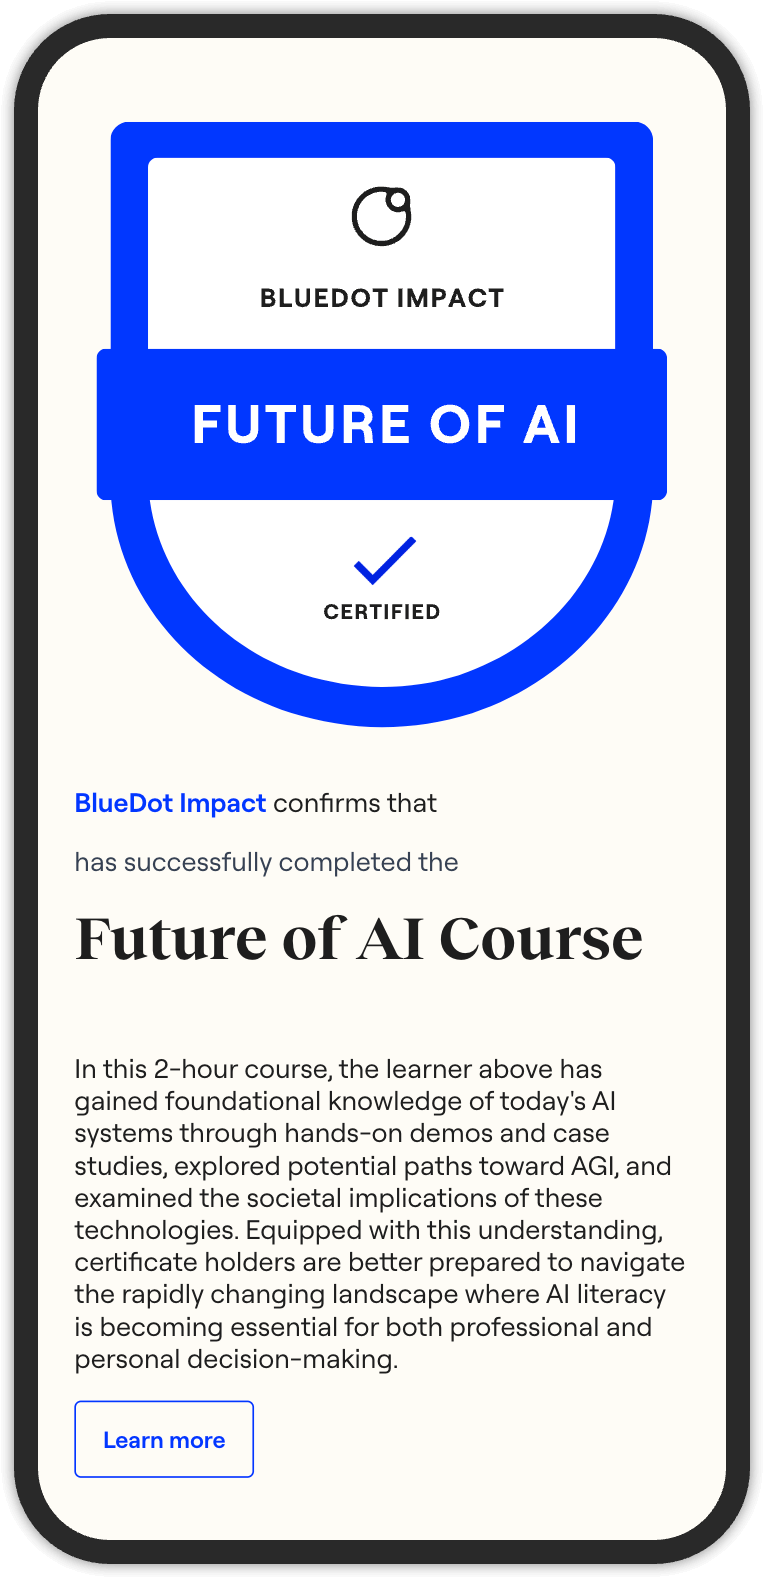 BLUEDOT IMPACT
FUTURE OF AI
CERTIFIED
BlueDot Impact confirms that
has successfully completed the
Future of AI Course
In this 2-hour course, the learner above has
gained foundational knowledge of today's AI
systems through hands-on demos and case
studies, explored potential paths toward AGI, and
examined the societal implications of these
technologies. Equipped with this understanding,
certificate holders are better prepared to navigate
the rapidly changing landscape where AI literacy
is becoming essential for both professional and
personal decision-making.
Learn more